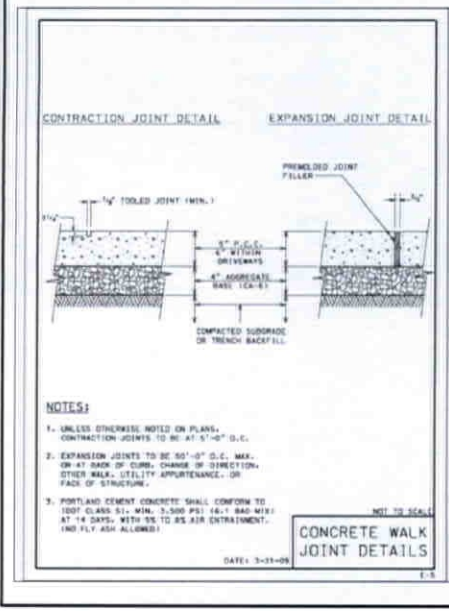 CONTRACTION JOINT DETAIL
EXPANSION JOINT DETAIL
PREMOLDED JOINT
FILLER
TOOLED JOINT (MIN.)
5" P.C.C.
6" WITHIN
DRIVEWAYS
4" AGGREGATE
BASE (CA-6)
COMPACTED SUBGRADE
OR TRENCH BACKFILL
NOTES:
1. UNLESS OTHERWISE NOTED ON PLANS,
CONTRACTION JOINTS TO BE AT 5'-0" O.C.
2. EXPANSION JOINTS TO BE 50'-0" O.C. MAX.
OR AT BACK OF CURB, CHANGE OF DIRECTION,
OTHER WALK, UTILITY APPURTENANCE, OR
FACE OF STRUCTURE.
3. PORTLAND CEMENT CONCRETE SHALL CONFORM TO
IDOT CLASS SI, MIN. 3,500 PSI (6.1 BAG MIX)
AT 14 DAYS, WITH 5% TO 8% AIR ENTRAINMENT.
(NO FLY ASH ALLOWED)
NOT TO SCALE
CONCRETE WALK
JOINT DETAILS
DATE: